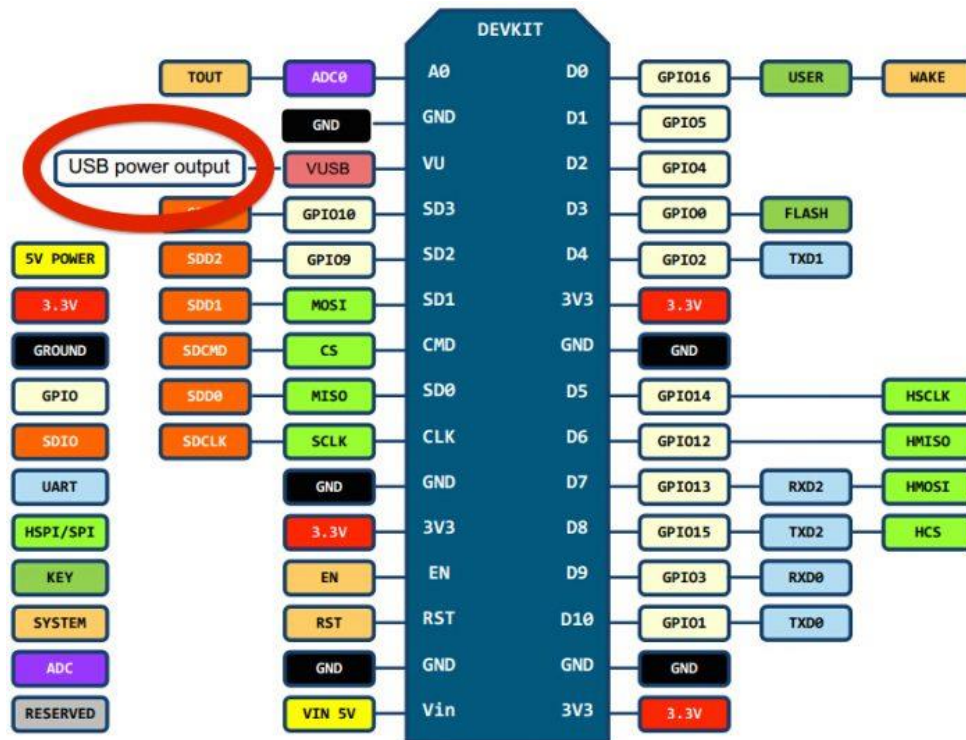 DEVKIT
TOUT ADC0 A0 D0 GPIO16 USER WAKE
GND GND D1 GPIO5
USB power output VUSB VU D2 GPIO4
GPIO10 SD3 D3 GPIO0 FLASH
5V POWER SDD2 GPIO9 SD2 D4 GPIO2 TXD1
3.3V SDD1 MOSI SD1 3V3 3.3V
GROUND SDCMD CS CMD GND GND
GPIO SDD0 MISO SD0 D5 GPIO14 HSCLK
SDIO SDCLK SCLK CLK D6 GPIO12 HMISO
UART GND GND D7 GPIO13 RXD2 HMOSI
HSPI/SPI 3.3V 3V3 D8 GPIO15 TXD2 HCS
KEY EN EN D9 GPIO3 RXD0
SYSTEM RST RST D10 GPIO1 TXD0
ADC GND GND GND GND
RESERVED VIN 5V Vin 3V3 3.3V